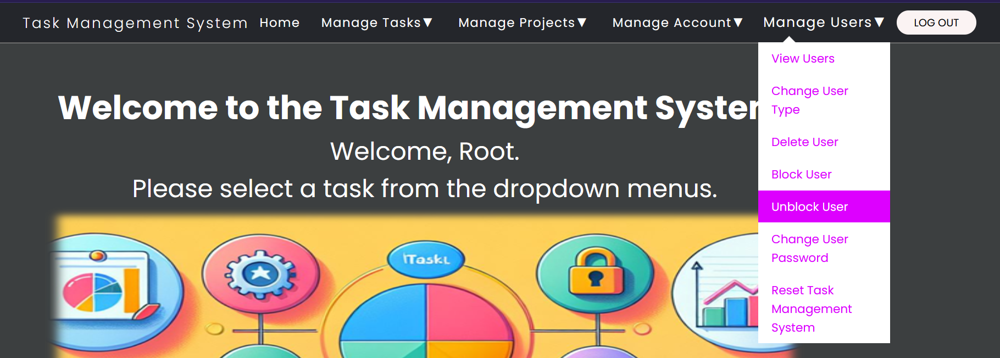 Task Management System Home Manage Tasks▼ Manage Projects▼ Manage Account▼ Manage Users▼ LOG OUT
View Users
Change User
Type
Delete User
Block User
Unblock User
Change User
Password
Reset Task
Management
System
Welcome to the Task Management System
Welcome, Root.
Please select a task from the dropdown menus.